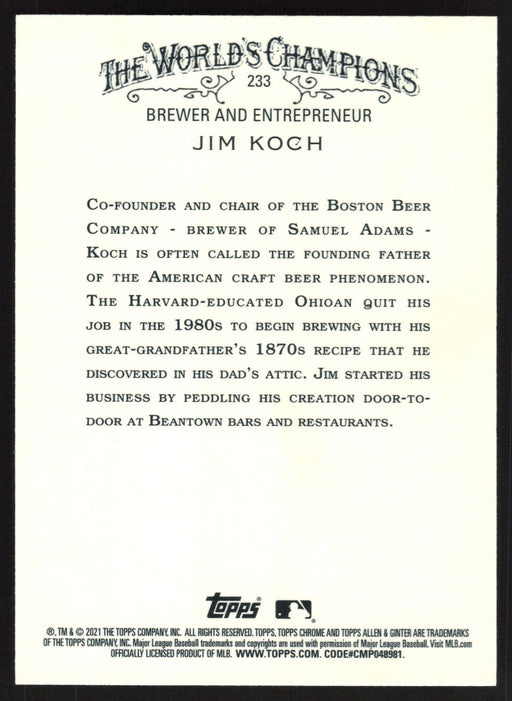 THE WORLD'S CHAMPIONS
233
BREWER AND ENTREPRENEUR
JIM KOCH
CO-FOUNDER AND CHAIR OF THE BOSTON BEER
COMPANY - BREWER OF SAMUEL ADAMS -
KOCH IS OFTEN CALLED THE FOUNDING FATHER
OF THE AMERICAN CRAFT BEER PHENOMENON.
THE HARVARD-EDUCATED OHIOAN QUIT HIS
JOB IN THE 1980S TO BEGIN BREWING WITH HIS
GREAT-GRANDFATHER'S 1870S RECIPE THAT HE
DISCOVERED IN HIS DAD'S ATTIC. JIM STARTED HIS
BUSINESS BY PEDDLING HIS CREATION DOOR-TO-
DOOR AT BEANTOWN BARS AND RESTAURANTS.
Topps®
®, TM & © 2021 THE TOPPS COMPANY, INC. ALL RIGHTS RESERVED. TOPPS, TOPPS CHROME AND TOPPS ALLEN & GINTER ARE TRADEMARKS
OF THE TOPPS COMPANY, INC. Major League Baseball trademarks and copyrights are used with permission of Major League Baseball. Visit MLB.com
OFFICIALLY LICENSED PRODUCT OF MLB. WWW.TOPPS.COM. CODE#CMP048981.